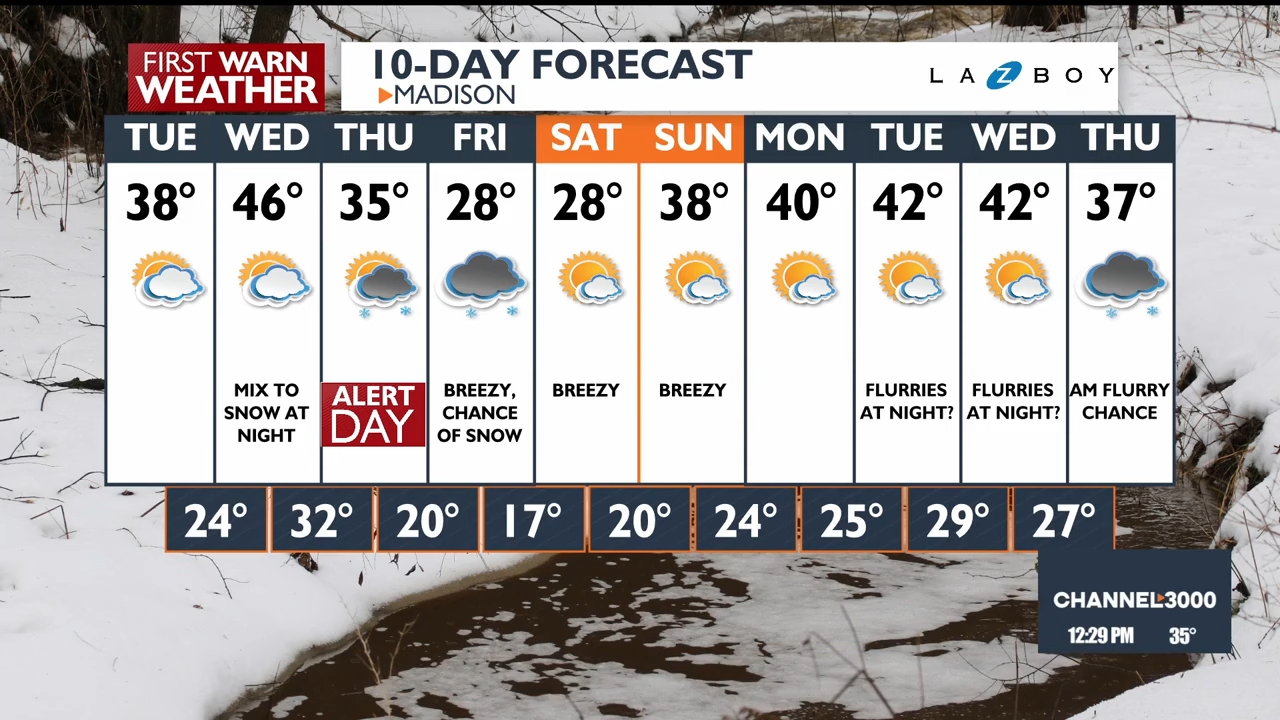 FIRST WARN
WEATHER
10-DAY FORECAST
MADISON
LA Z BOY
TUE WED THU FRI SAT SUN MON TUE WED THU
38° 46° 35° 28° 28° 38° 40° 42° 42° 37°
MIX TO
SNOW AT
NIGHT
ALERT
DAY
BREEZY,
CHANCE
OF SNOW
BREEZY
BREEZY
FLURRIES
AT NIGHT?
FLURRIES
AT NIGHT?
AM FLURRY
CHANCE
24° 32° 20° 17° 20° 24° 25° 29° 27°
CHANNEL3000
12:29 PM 35°